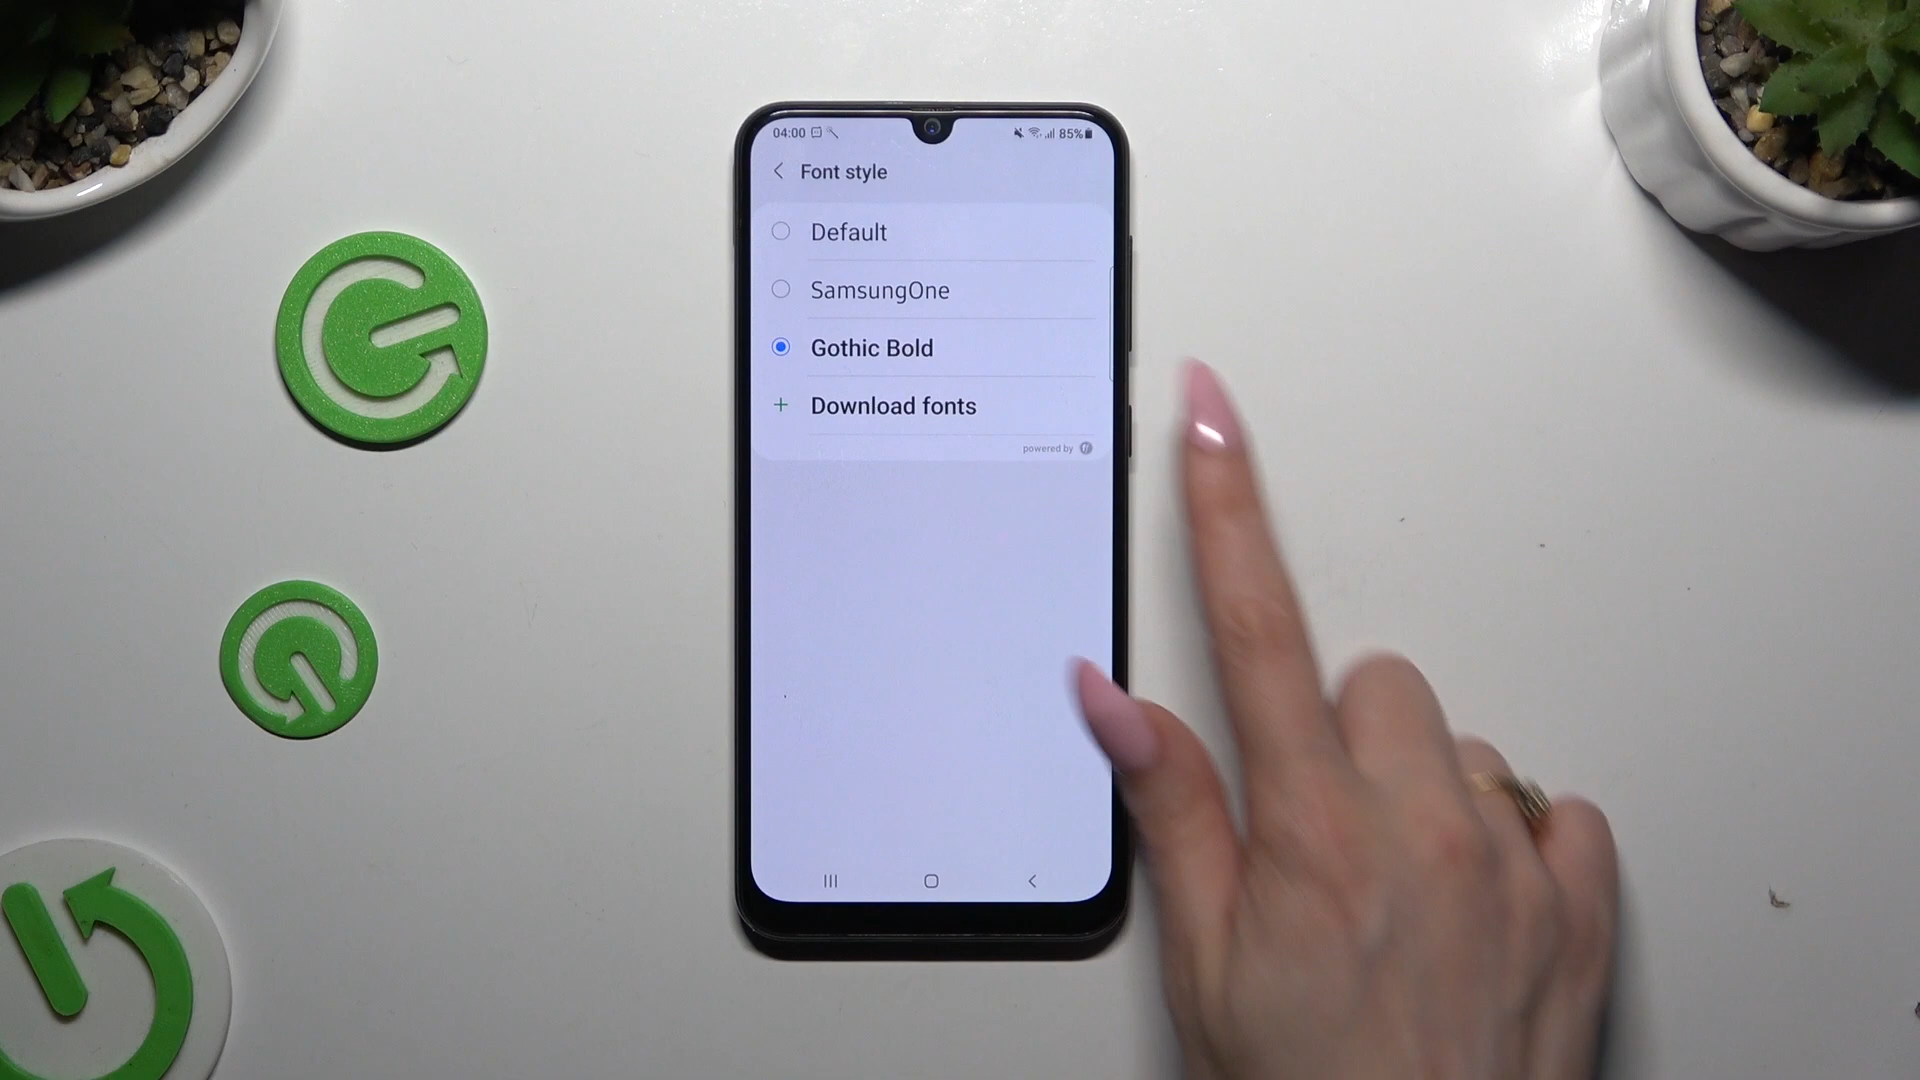 04:00 85%
Font style
Default
SamsungOne
Gothic Bold
Download fonts
powered by